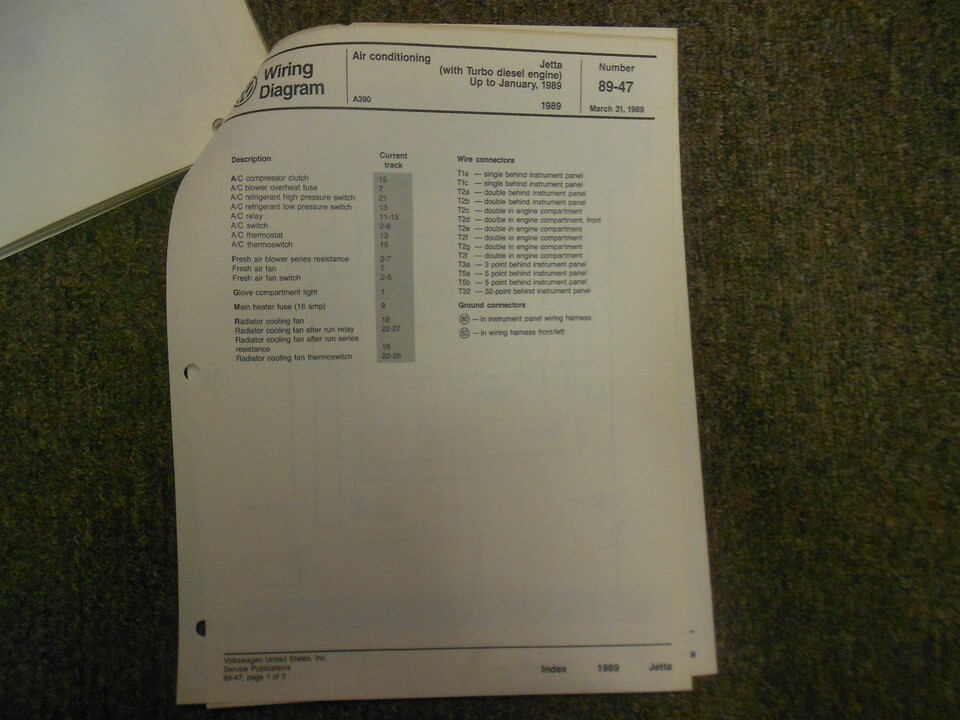 Wiring
Diagram
Air conditioning
A390
Jetta
(with Turbo diesel engine)
Up to January, 1989
1989
Number
89-47
March 31, 1989
Description Current track
A/C compressor clutch 15
A/C blower overheat fuse 7
A/C refrigerant high pressure switch 21
A/C refrigerant low pressure switch 13
A/C relay 11-15
A/C switch 2-8
A/C thermostat 13
A/C thermoswitch 15
Fresh air blower series resistance 2-7
Fresh air fan 7
Fresh air fan switch 2-5
Glove compartment light 1
Main heater fuse (16 amp) 9
Radiator cooling fan 18
Radiator cooling fan after run relay 22-27
Radiator cooling fan after run series
resistance 18
Radiator cooling fan thermoswitch 22-26
Wire connectors
T1a — single behind instrument panel
T1c — single behind instrument panel
T2a — double behind instrument panel
T2b — double behind instrument panel
T2c — double in engine compartment
T2d — double in engine compartment, front
T2e — double in engine compartment
T2f — double in engine compartment
T2g — double in engine compartment
T2l — double in engine compartment
T3a — 3 point behind instrument panel
T5a — 5 point behind instrument panel
T5b — 5 point behind instrument panel
T32 — 32-point behind instrument panel
Ground connectors
80 — in instrument panel wiring harness
82 — in wiring harness front/left
Volkswagen United States, Inc.
Service Publications
89-47, page 1 of 3
Index 1989 Jetta